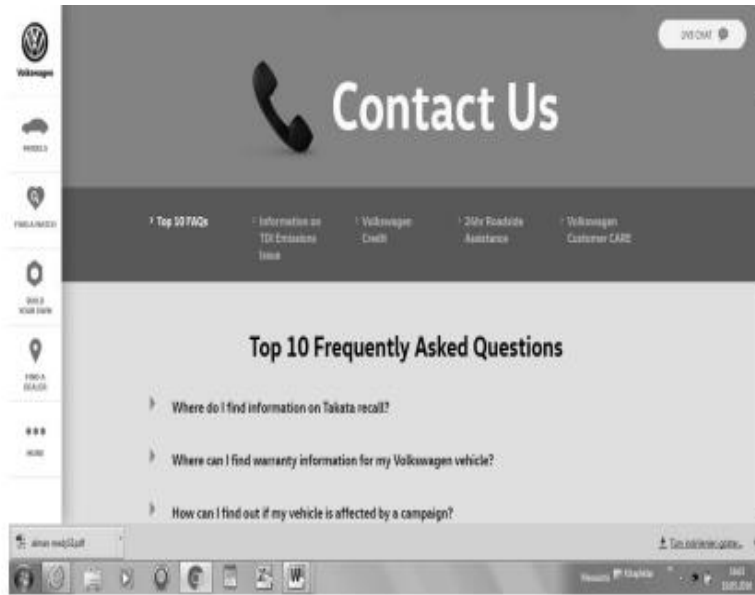 LIVE CHAT
Volkswagen
Contact Us
MODELS
FIND A MATCH
› Top 10 FAQs
› Information on
TDI Emissions
Issue
› Volkswagen
Credit
› 24hr Roadside
Assistance
› Volkswagen
Customer CARE
BUILD
YOUR OWN
FIND A
DEALER
MORE
Top 10 Frequently Asked Questions
Where do I find information on Takata recall?
Where can I find warranty information for my Volkswagen vehicle?
How can I find out if my vehicle is affected by a campaign?
W